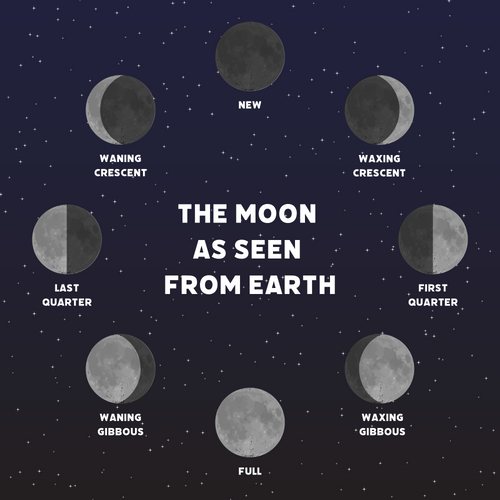 NEW
WANING
CRESCENT
WAXING
CRESCENT
THE MOON
AS SEEN
FROM EARTH
LAST
QUARTER
FIRST
QUARTER
WANING
GIBBOUS
WAXING
GIBBOUS
FULL